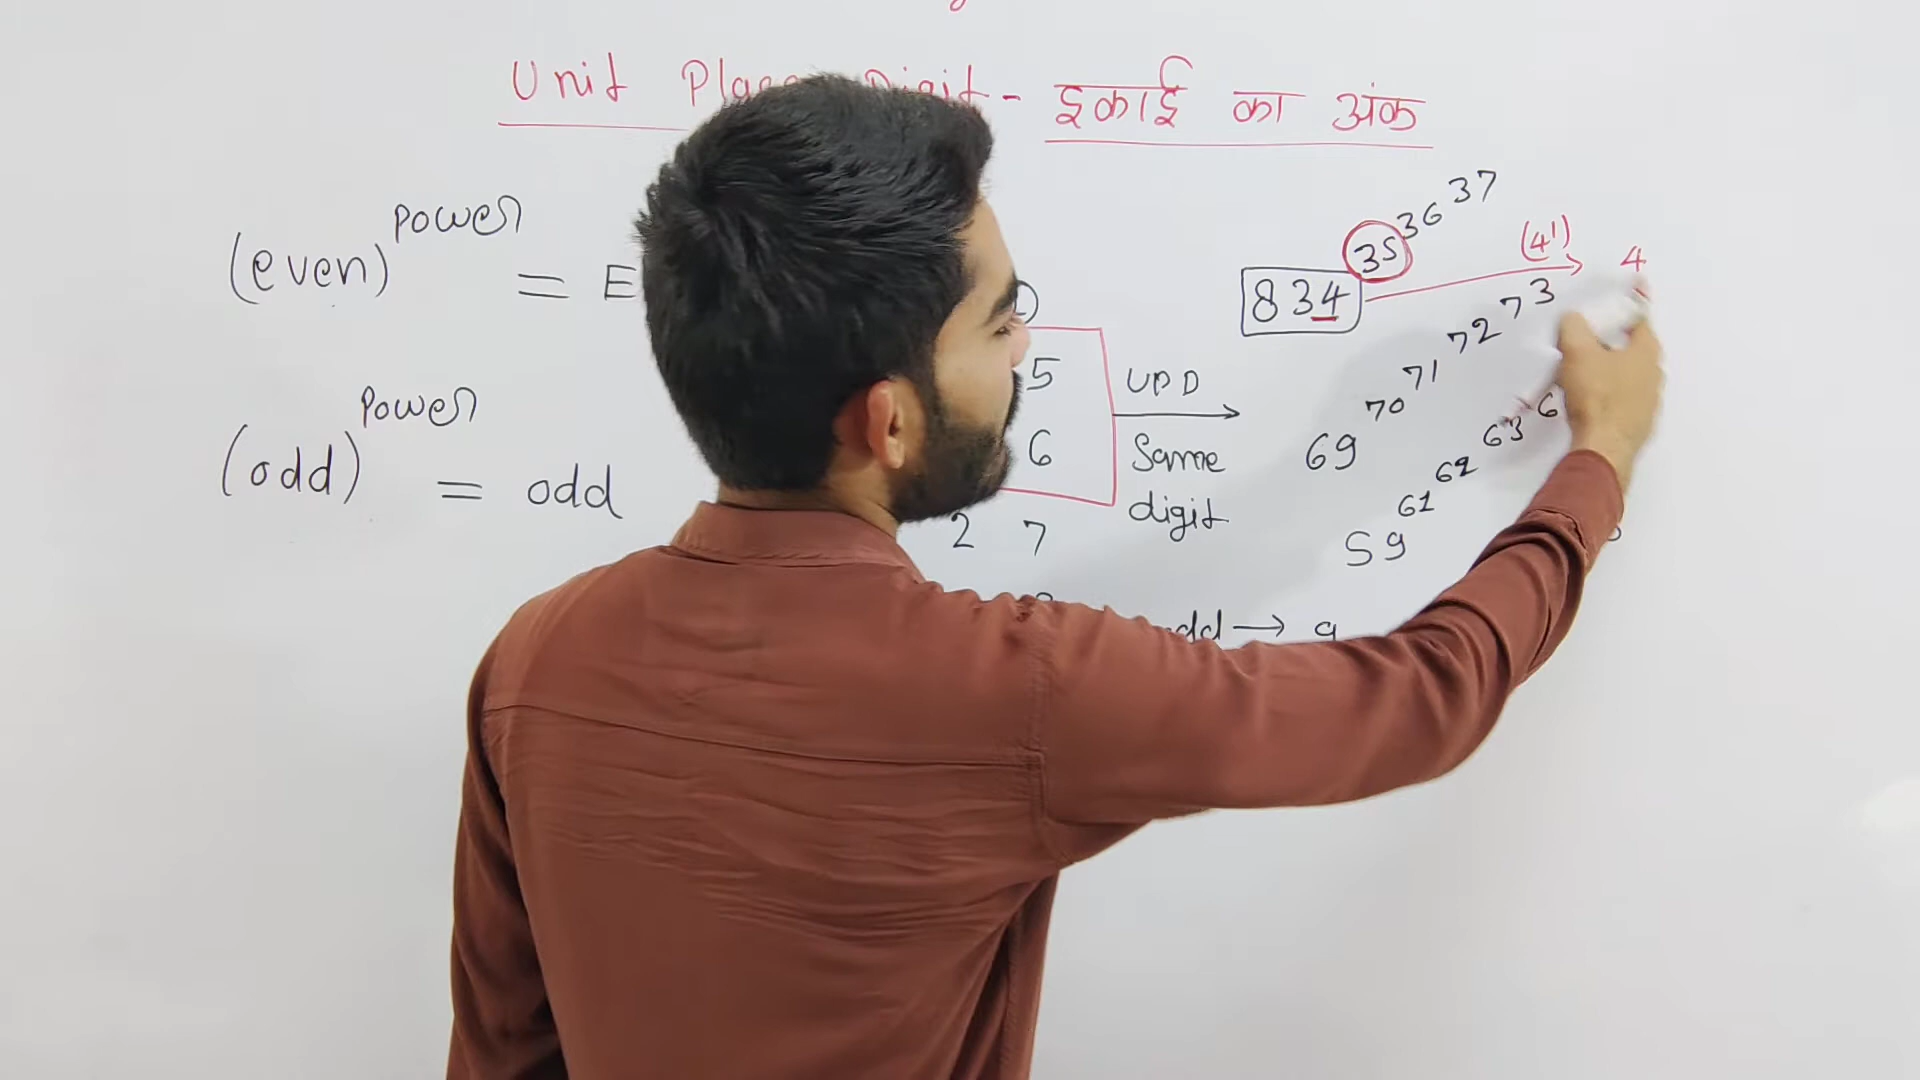 Unit Place Digit - इकाई का अंक
(even)^power = E
(odd)^power = odd
5
6
2 7
UPD
Same
digit
834^35^36^37 (4¹) 4
69^70^71^72^73
59^61^62^63^6
odd → 9